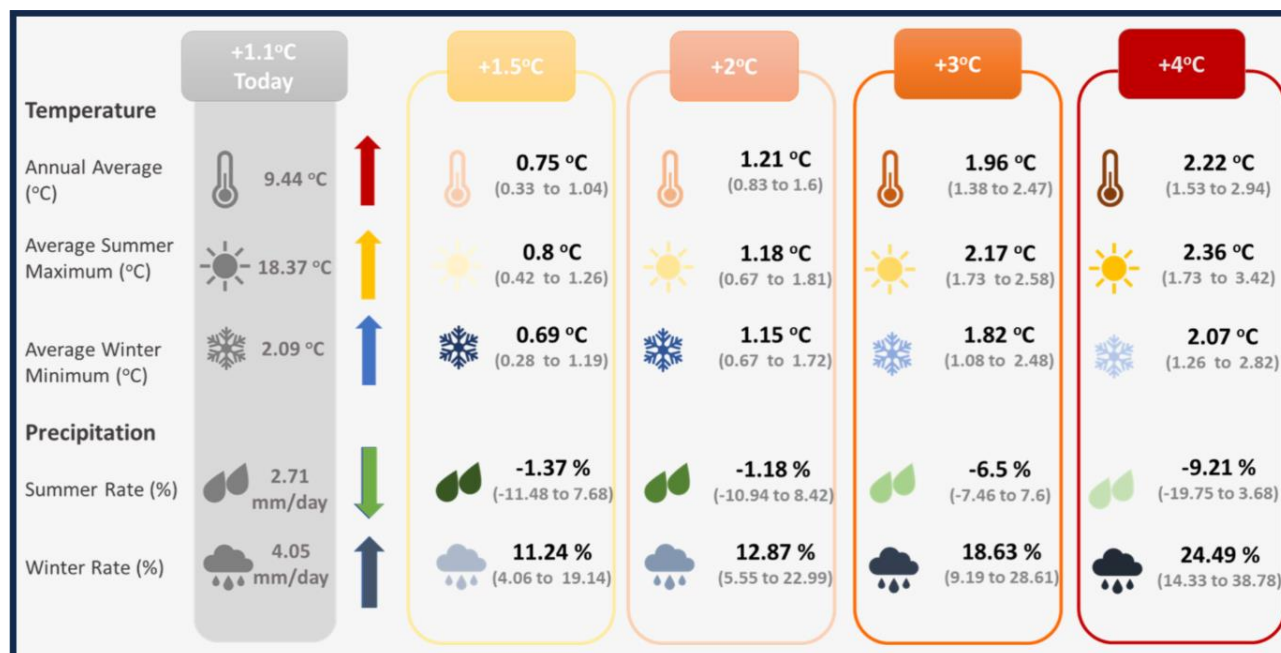 +1.1°C
Today
+1.5°C
+2°C
+3°C
+4°C
Temperature
Annual Average
(°C)
9.44 °C
0.75 °C
(0.33 to 1.04)
1.21 °C
(0.83 to 1.6)
1.96 °C
(1.38 to 2.47)
2.22 °C
(1.53 to 2.94)
Average Summer
Maximum (°C)
18.37 °C
0.8 °C
(0.42 to 1.26)
1.18 °C
(0.67 to 1.81)
2.17 °C
(1.73 to 2.58)
2.36 °C
(1.73 to 3.42)
Average Winter
Minimum (°C)
2.09 °C
0.69 °C
(0.28 to 1.19)
1.15 °C
(0.67 to 1.72)
1.82 °C
(1.08 to 2.48)
2.07 °C
(1.26 to 2.82)
Precipitation
Summer Rate (%)
2.71
mm/day
-1.37 %
(-11.48 to 7.68)
-1.18 %
(-10.94 to 8.42)
-6.5 %
(-7.46 to 7.6)
-9.21 %
(-19.75 to 3.68)
Winter Rate (%)
4.05
mm/day
11.24 %
(4.06 to 19.14)
12.87 %
(5.55 to 22.99)
18.63 %
(9.19 to 28.61)
24.49 %
(14.33 to 38.78)